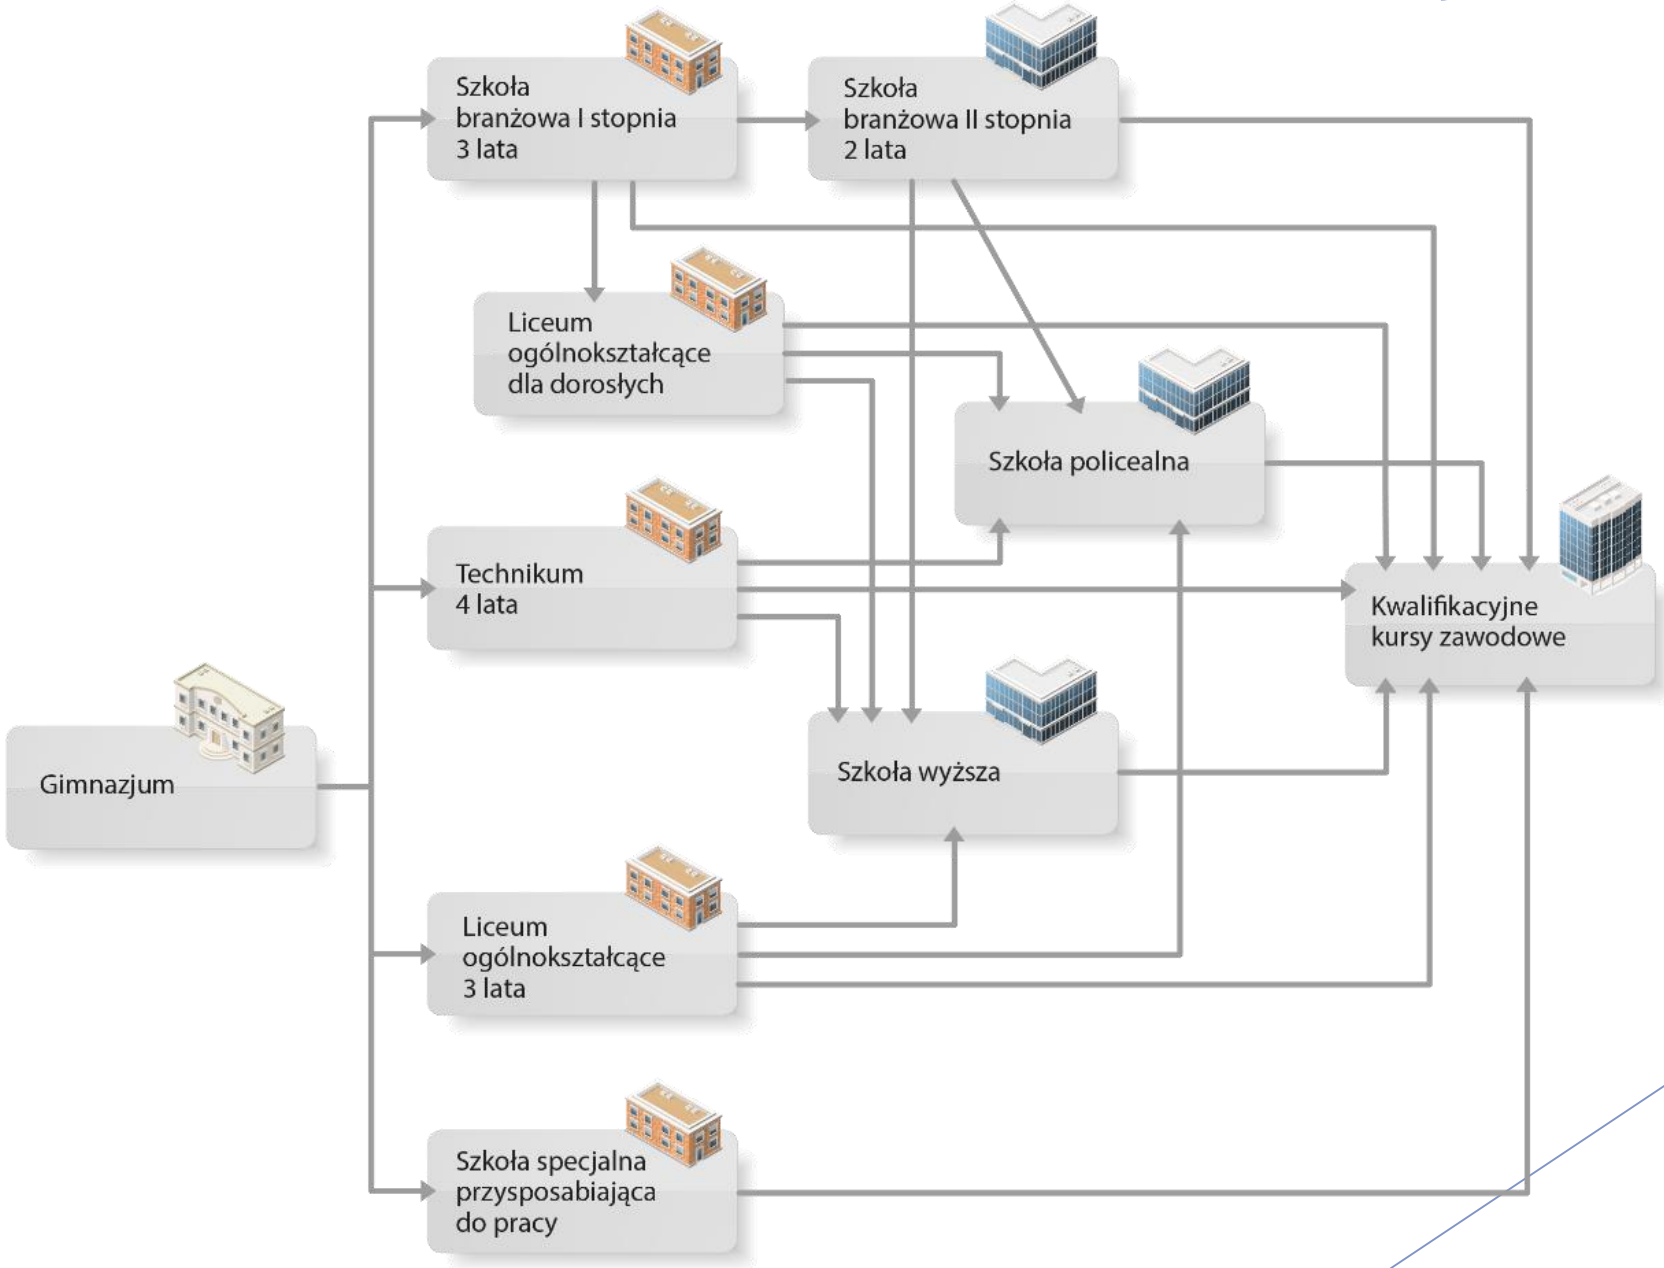 Szkoła
branżowa I stopnia
3 lata
Szkoła
branżowa II stopnia
2 lata
Liceum
ogólnokształcące
dla dorosłych
Szkoła policealna
Technikum
4 lata
Kwalifikacyjne
kursy zawodowe
Gimnazjum
Szkoła wyższa
Liceum
ogólnokształcące
3 lata
Szkoła specjalna
przysposabiająca
do pracy